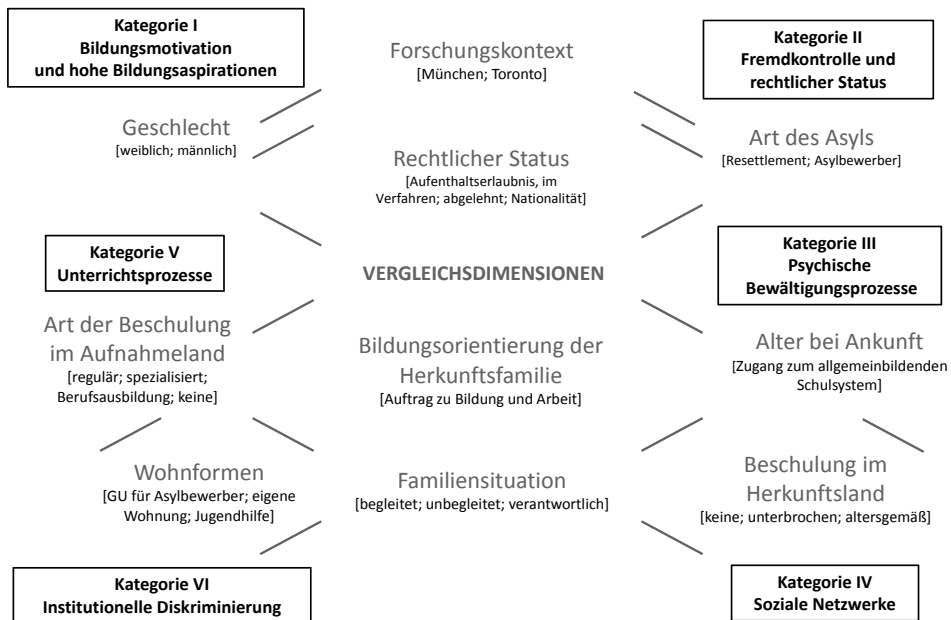 Kategorie I
Bildungsmotivation
und hohe Bildungsaspirationen
Forschungskontext
[München; Toronto]
Kategorie II
Fremdkontrolle und
rechtlicher Status
Geschlecht
[weiblich; männlich]
Rechtlicher Status
[Aufenthaltserlaubnis, im
Verfahren; abgelehnt; Nationalität]
Art des Asyls
[Resettlement; Asylbewerber]
Kategorie V
Unterrichtsprozesse
VERGLEICHSDIMENSIONEN
Kategorie III
Psychische
Bewältigungsprozesse
Art der Beschulung
im Aufnahmeland
[regulär; spezialisiert;
Berufsausbildung; keine]
Bildungsorientierung der
Herkunftsfamilie
[Auftrag zu Bildung und Arbeit]
Alter bei Ankunft
[Zugang zum allgemeinbildenden
Schulsystem]
Wohnformen
[GU für Asylbewerber; eigene
Wohnung; Jugendhilfe]
Familiensituation
[begleitet; unbegleitet; verantwortlich]
Beschulung im
Herkunftsland
[keine; unterbrochen; altersgemäß]
Kategorie VI
Institutionelle Diskriminierung
Kategorie IV
Soziale Netzwerke